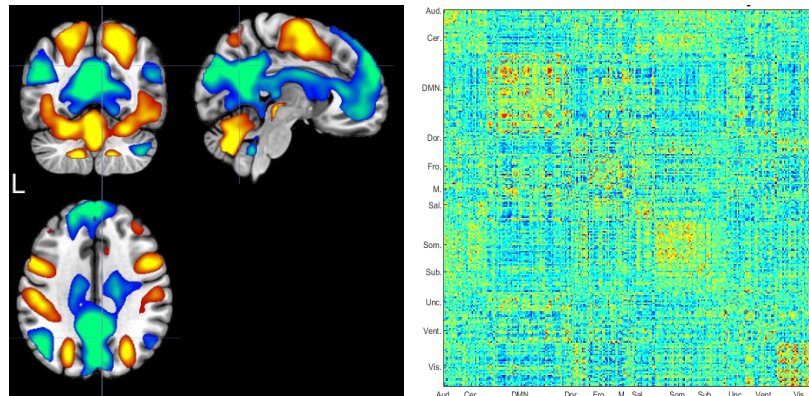 L
Aud.
Cer.
DMN.
Dor.
Fro.
M.
Sal.
Som.
Sub.
Unc.
Vent.
Vis.
Aud. Cer. DMN. Dor. Fro. M. Sal. Som. Sub. Unc. Vent. Vis.